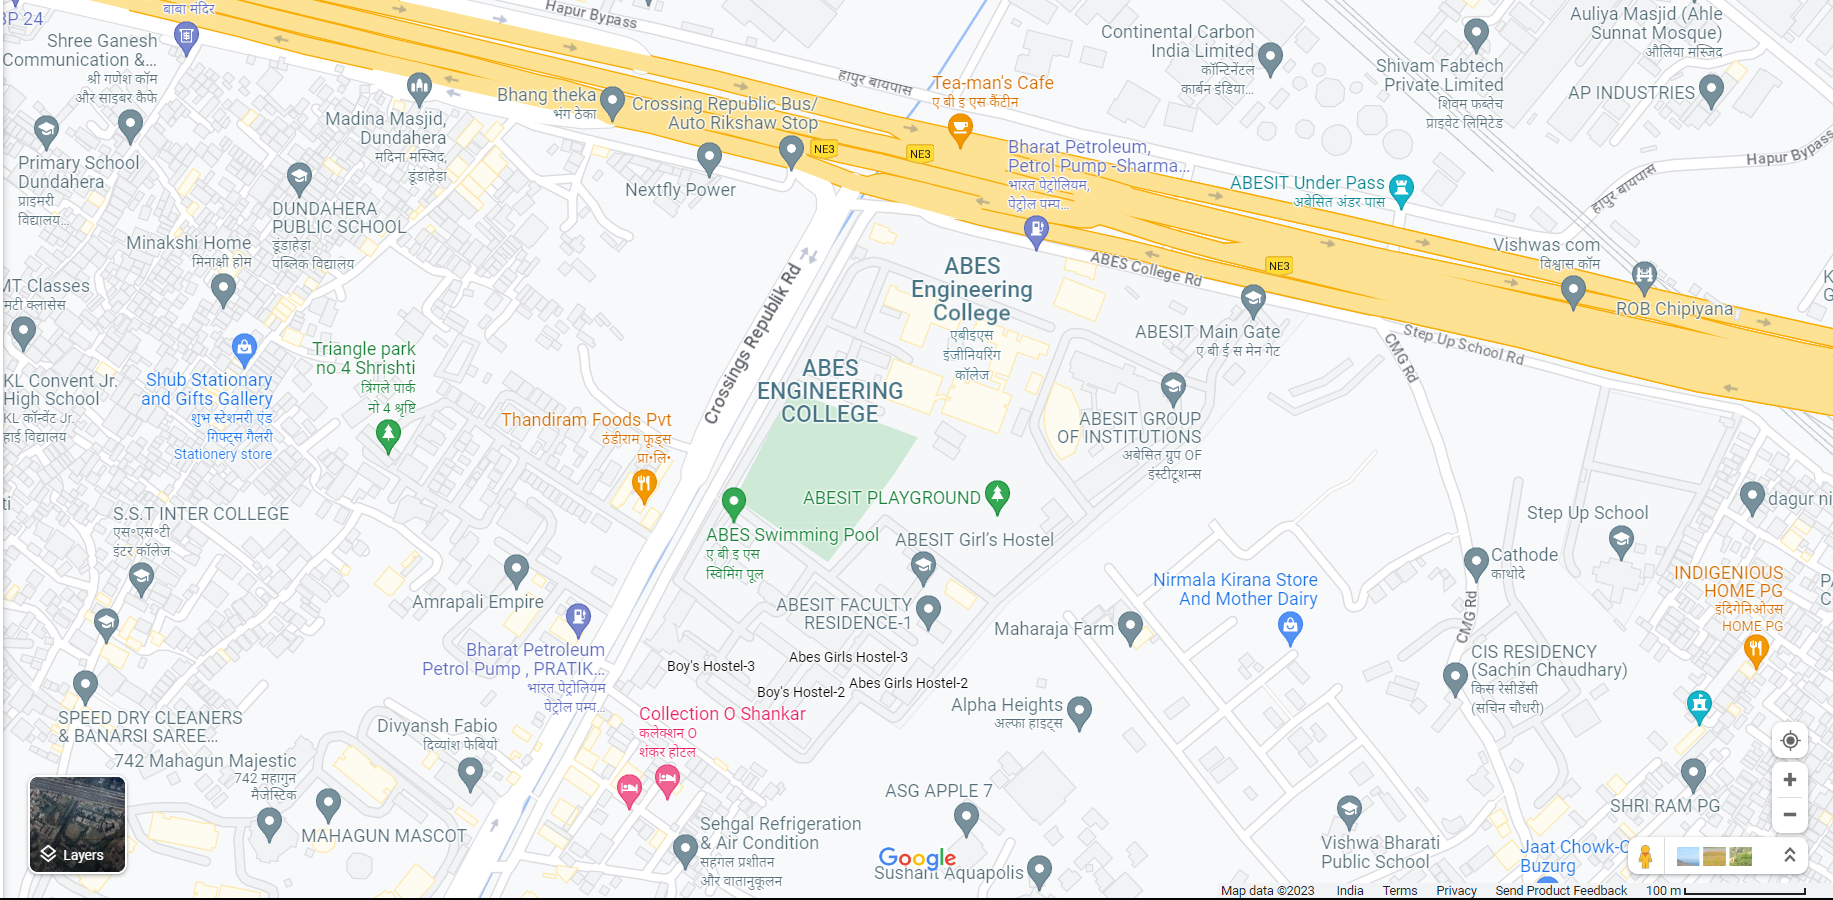 BP 24
बाबा मंदिर
Hapur Bypass
Shree Ganesh
Communication &...
श्री गणेश कॉम
और साइबर कैफे
Madina Masjid,
Dundahera
मदिना मस्जिद,
डूंडाहेड़ा
Bhang theka
भंग ठेका
Crossing Republic Bus/
Auto Rikshaw Stop
Nextfly Power
हापुर बायपास
Tea-man's Cafe
ए बी इ एस कैंटीन
NE3
NE3
Bharat Petroleum,
Petrol Pump -Sharma...
भारत पेट्रोलियम,
पेट्रोल पम्प...
Continental Carbon
India Limited
कॉन्टिनेंटल
कार्बन इंडिया...
Shivam Fabtech
Private Limited
शिवम फब्तेच
प्राइवेट लिमिटेड
Auliya Masjid (Ahle
Sunnat Mosque)
औलिया मस्जिद
AP INDUSTRIES
Hapur Bypass
हापुर बायपास
ABESIT Under Pass
अबेसित अंडर पास
Primary School
Dundahera
प्राइमरी
विद्यालय...
DUNDAHERA
PUBLIC SCHOOL
डूंडाहेड़ा
पब्लिक विद्यालय
Minakshi Home
मिनाक्षी होम
MT Classes
मटी क्लासेस
Crossings Republik Rd
ABES
Engineering
College
एबीइएस
इंजीनियरिंग
कॉलेज
ABES College Rd
NE3
ABESIT Main Gate
ए बी ई स मेन गेट
Vishwas com
विश्वास कॉम
ROB Chipiyana
Step Up School Rd
CMG Rd
Triangle park
no 4 Shrishti
त्रिंगले पार्क
नो 4 श्रृष्टि
Shub Stationary
and Gifts Gallery
शुभ स्टेशनरी एंड
गिफ्ट्स गैलरी
Stationery store
KL Convent Jr.
High School
KL कॉन्वेंट Jr.
हाई विद्यालय
ABES
ENGINEERING
COLLEGE
Thandiram Foods Pvt
ठंडीराम फूड्स
प्रा॰लि॰
ABESIT GROUP
OF INSTITUTIONS
अबेसित ग्रुप OF
इंस्टीटूशन्स
ABESIT PLAYGROUND
ABES Swimming Pool
ए बी इ एस
स्विमिंग पूल
ABESIT Girl's Hostel
ti
S.S.T INTER COLLEGE
एस॰एस॰टी
इंटर कॉलेज
Amrapali Empire
ABESIT FACULTY
RESIDENCE-1
Nirmala Kirana Store
And Mother Dairy
Maharaja Farm
Step Up School
dagur ni
Cathode
काथोदे
CMG Rd
INDIGENIOUS
HOME PG
इंदिगेनिओउस
HOME PG
Bharat Petroleum
Petrol Pump , PRATIK...
भारत पेट्रोलियम
पेट्रोल पम्प...
Boy's Hostel-3
Abes Girls Hostel-3
Boy's Hostel-2
Abes Girls Hostel-2
CIS RESIDENCY
(Sachin Chaudhary)
किस रेसीडेंसी
(सचिन चौधरी)
SPEED DRY CLEANERS
& BANARSI SAREE...
Divyansh Fabio
दिव्यांश फेबियो
Collection O Shankar
कलेक्शन O
शंकर होटल
Alpha Heights
अल्फा हाइट्स
742 Mahagun Majestic
742 महागुन
मैजेस्टिक
MAHAGUN MASCOT
ASG APPLE 7
Sehgal Refrigeration
& Air Condition
सहगल प्रशीतन
और वातानुकूलन
Google
Sushant Aquapolis
Vishwa Bharati
Public School
SHRI RAM PG
Jaat Chowk-C
Buzurg
Layers
Map data ©2023 India Terms Privacy Send Product Feedback 100 m